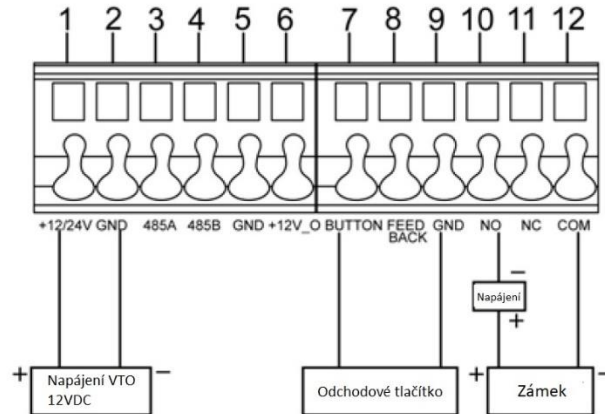 1 2 3 4 5 6 7 8 9 10 11 12
+12/24V GND 485A 485B GND +12V_O BUTTON FEED BACK GND NO NC COM
−
Napájení
+
+ Napájení VTO 12VDC − Odchodové tlačítko + Zámek −